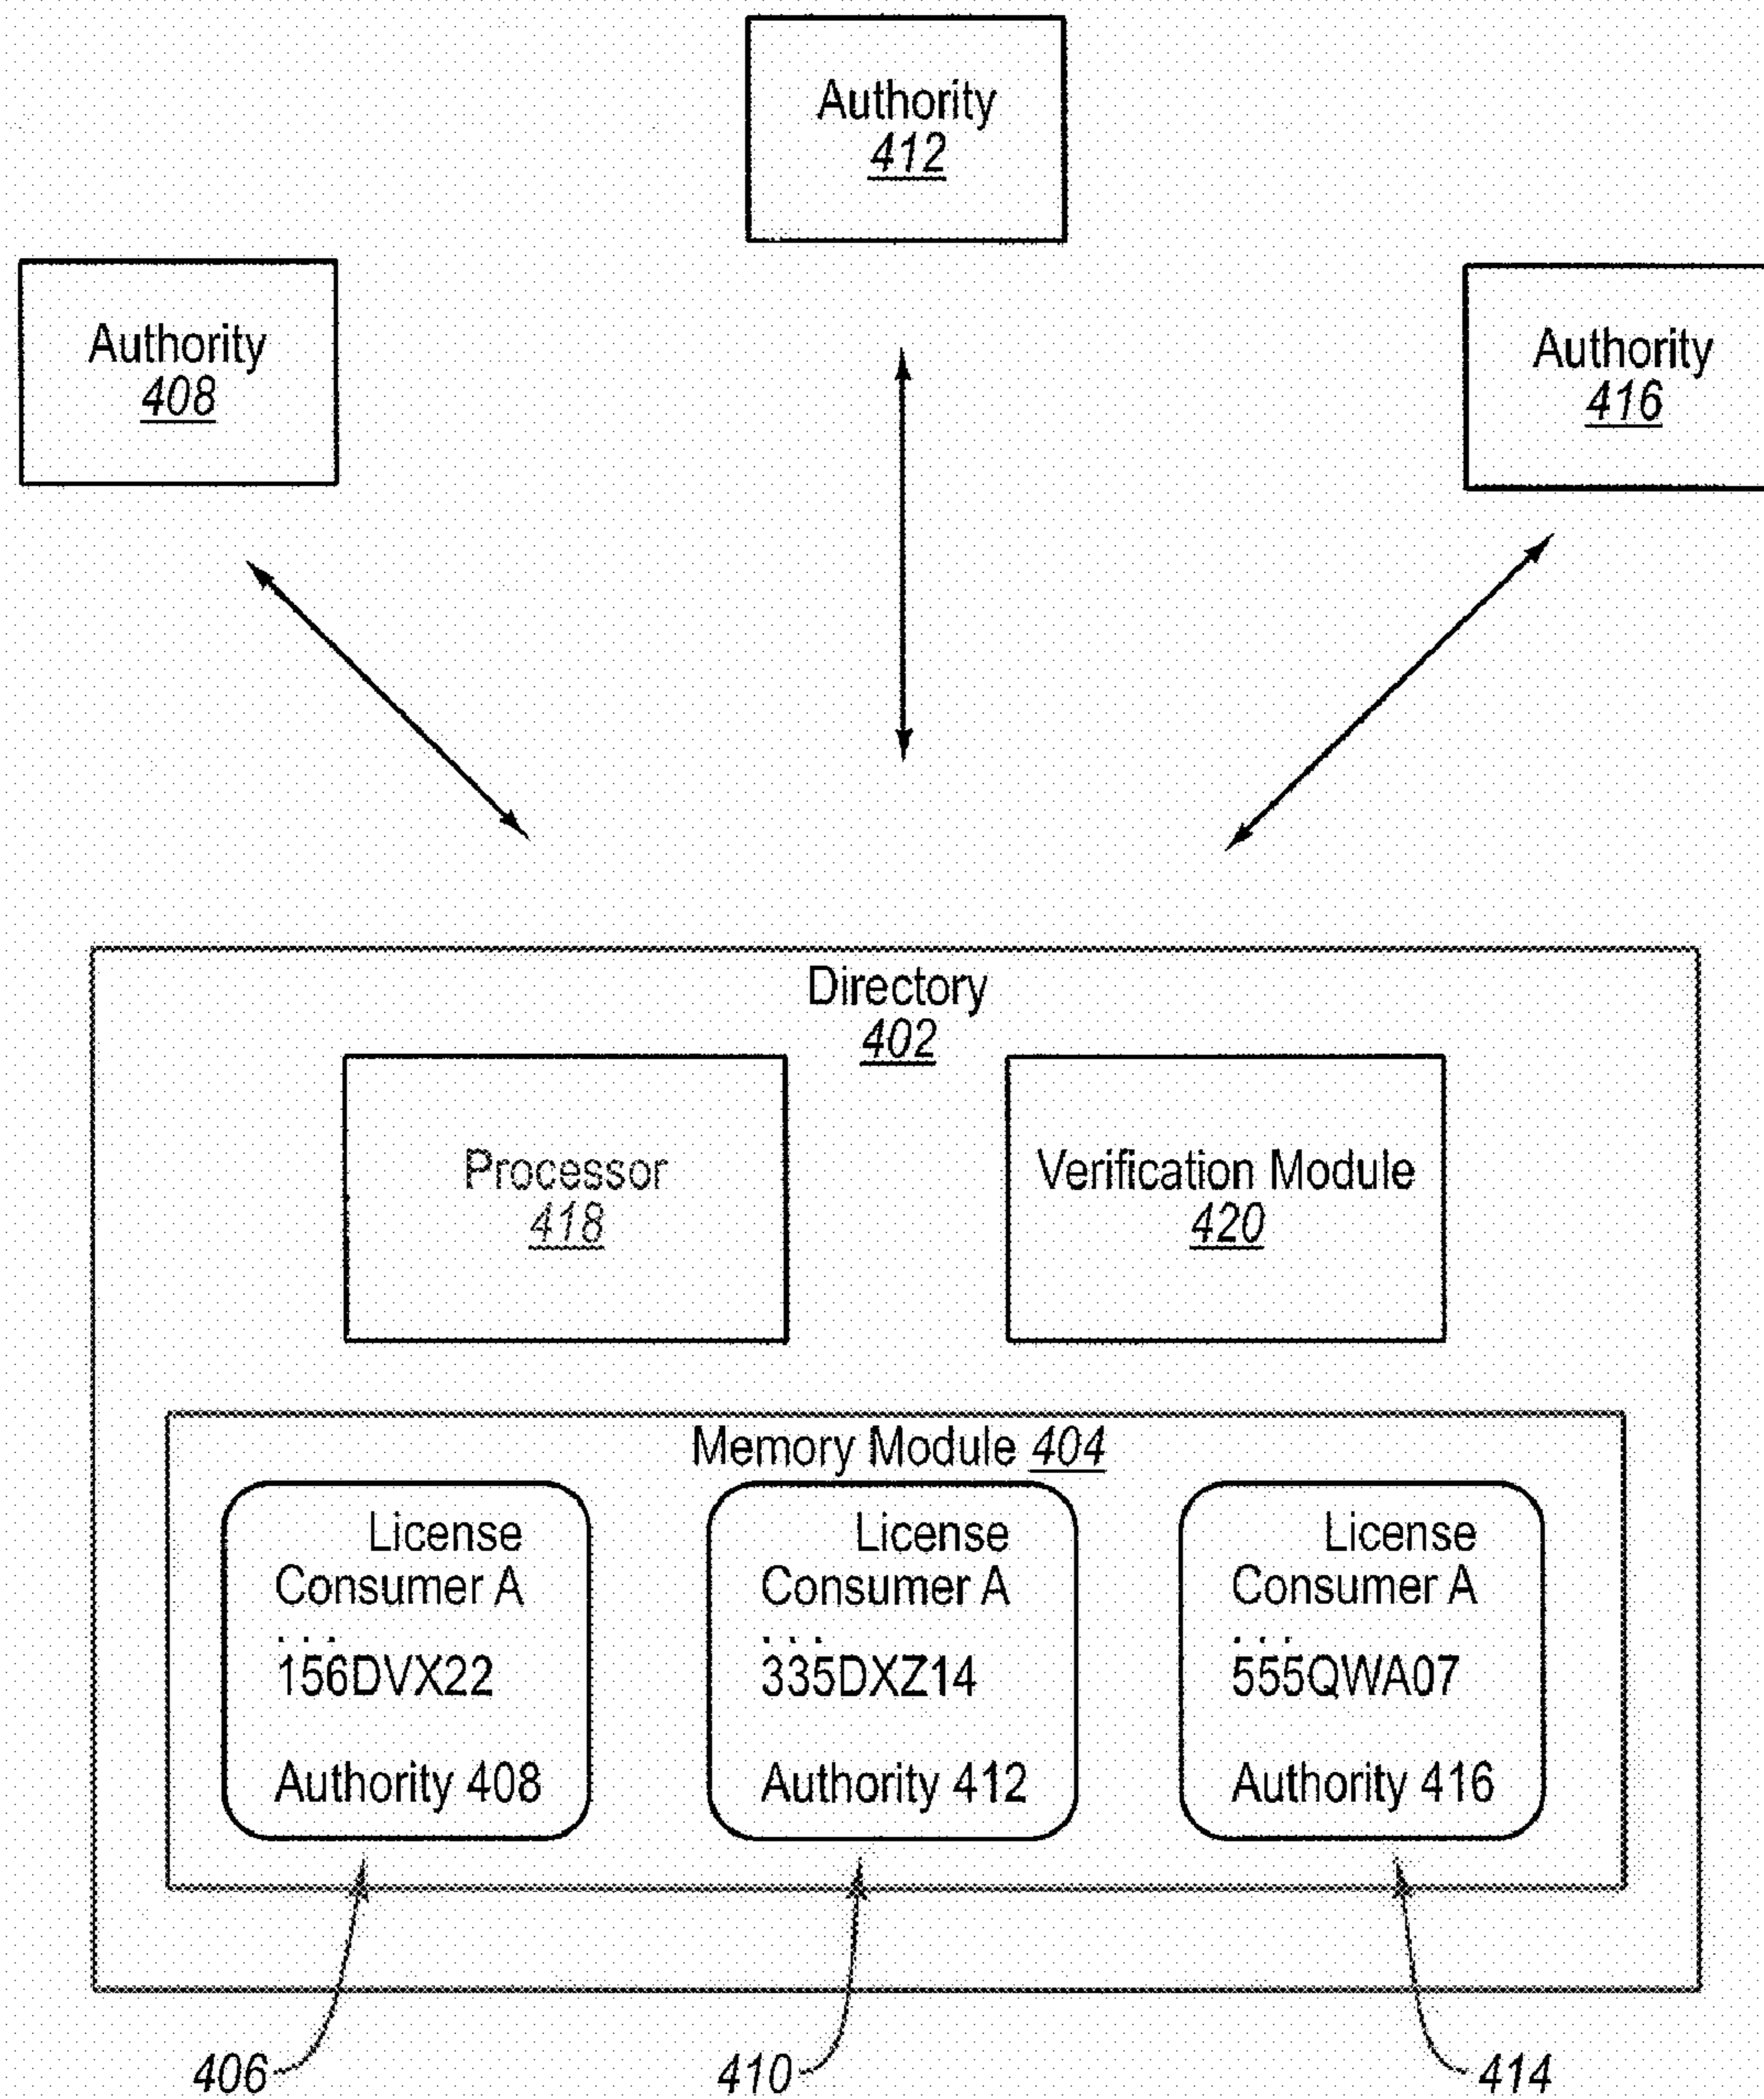 Authority
412
Authority
408
Authority
416
Directory
402
Processor
418
Verification Module
420
Memory Module 404
License
Consumer A
...
156DVX22
Authority 408
License
Consumer A
...
335DXZ14
Authority 412
License
Consumer A
...
555QWA07
Authority 416
406
410
414